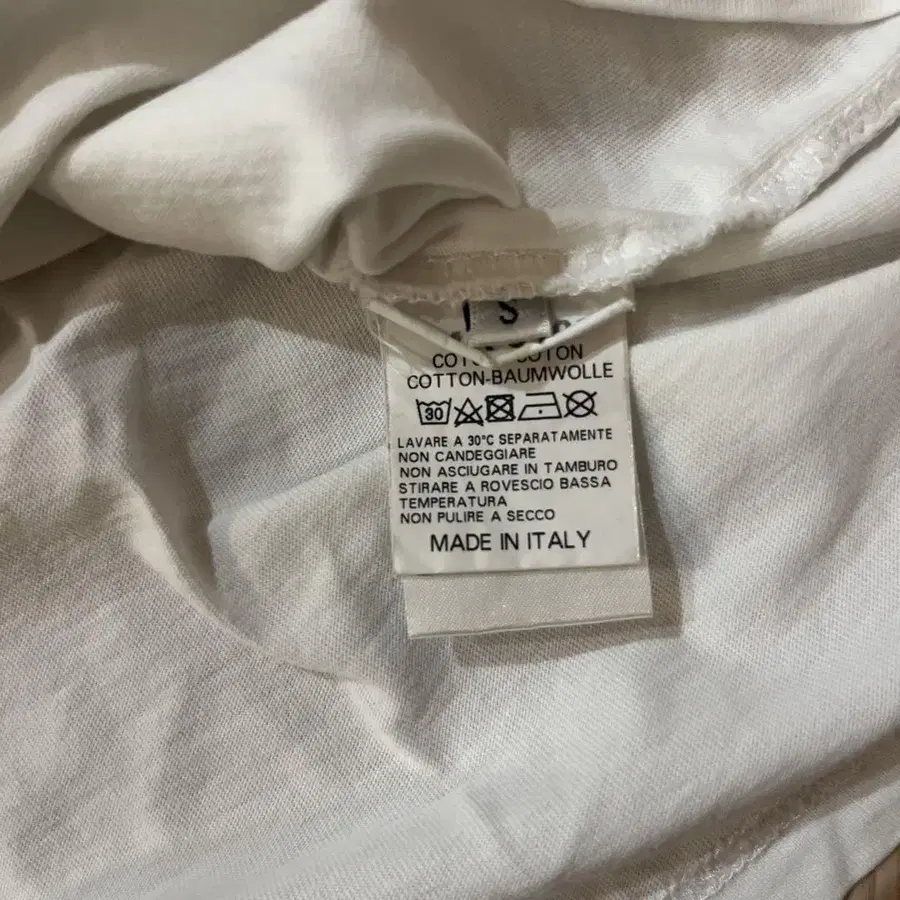 S
COTTON-BAUMWOLLE
30
LAVARE A 30°C SEPARATAMENTE
NON CANDEGGIARE
NON ASCIUGARE IN TAMBURO
STIRARE A ROVESCIO BASSA
TEMPERATURA
NON PULIRE A SECCO
MADE IN ITALY